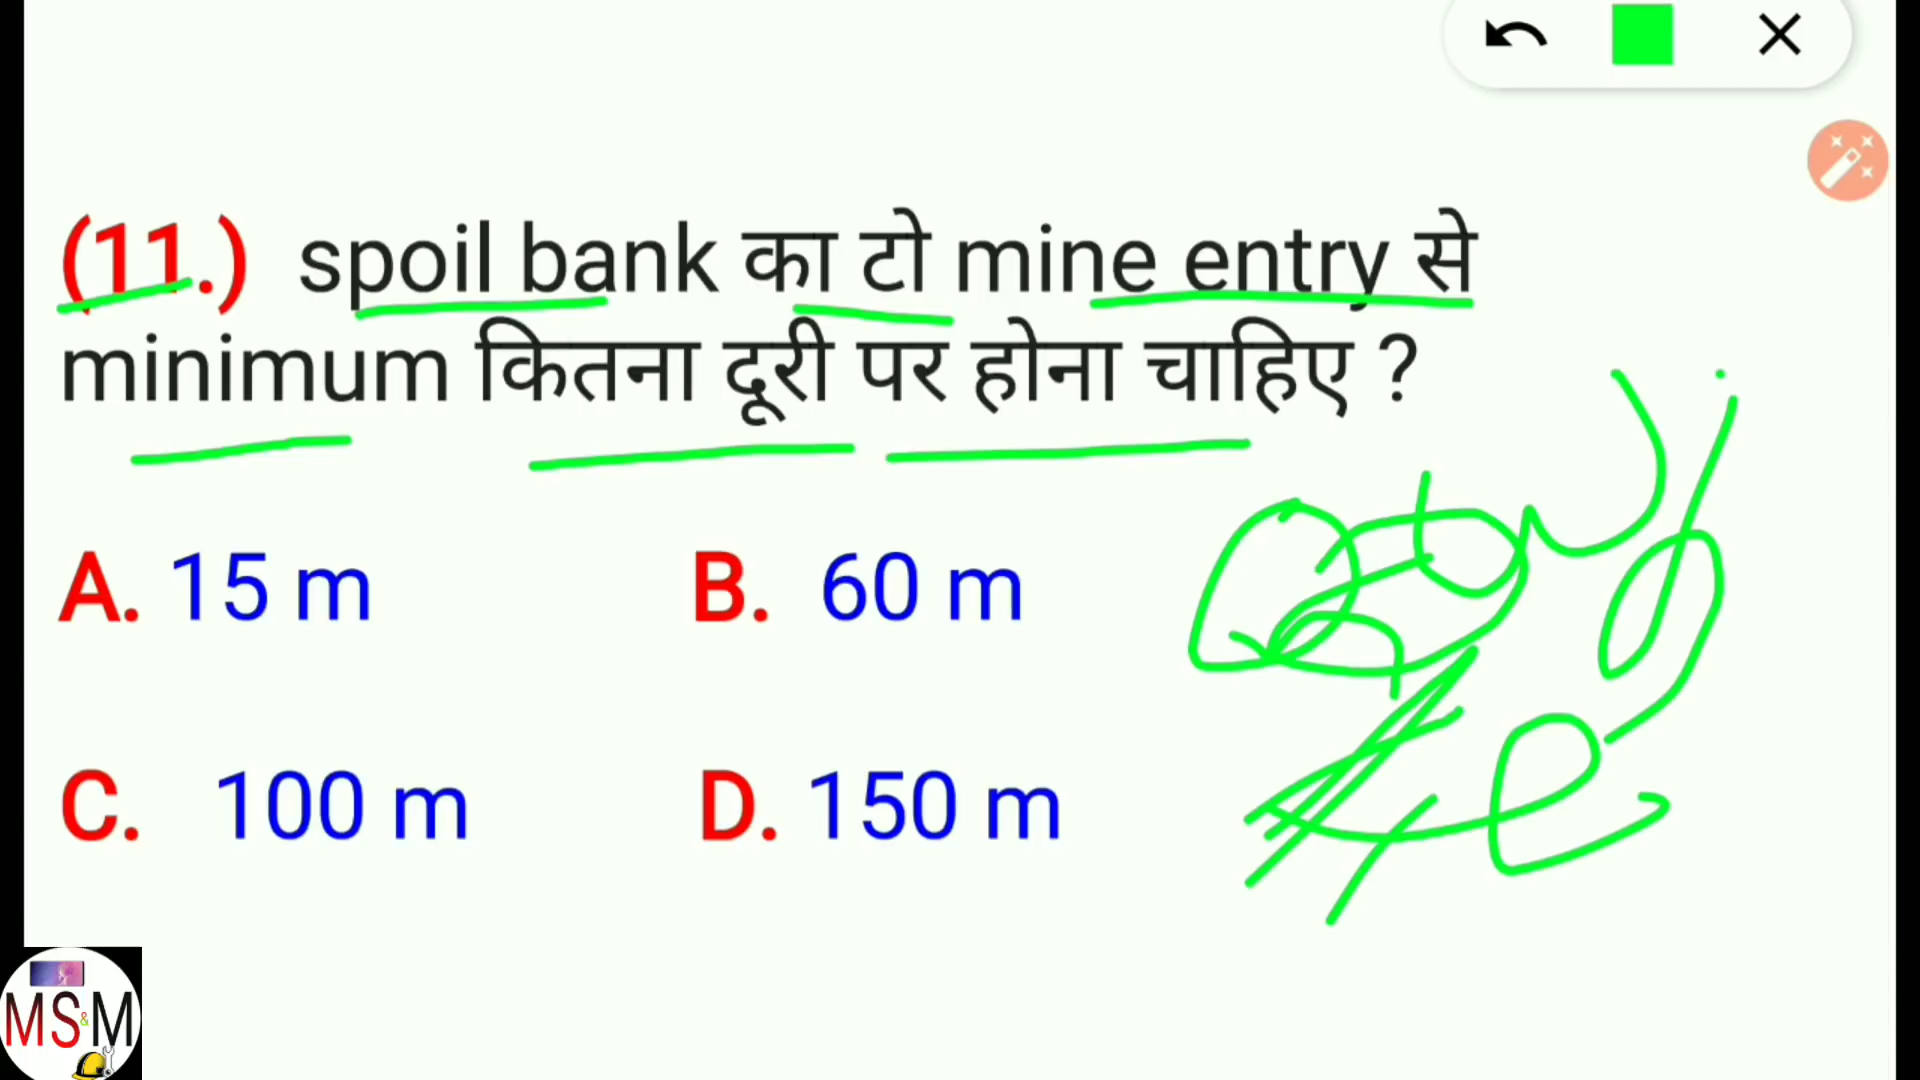 (11.) spoil bank का टो mine entry से
minimum कितना दूरी पर होना चाहिए ?
A. 15 m
B. 60 m
C. 100 m
D. 150 m
MS&M